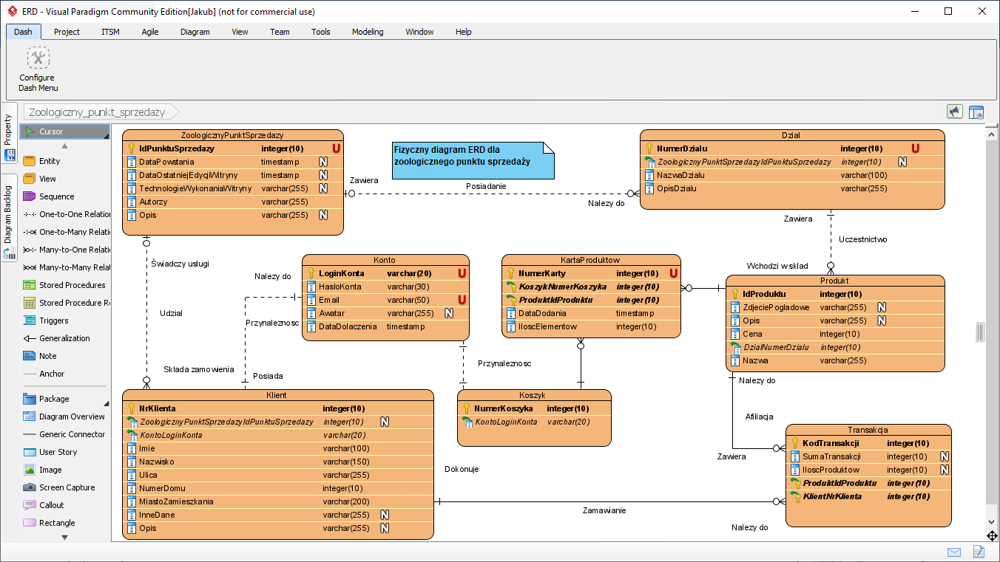 ERD - Visual Paradigm Community Edition[Jakub] (not for commercial use)
Dash Project ITSM Agile Diagram View Team Tools Modeling Window Help
Configure
Dash Menu
Property
Diagram Backlog
Zoologiczny_punkt_sprzedaży
Cursor
Entity
View
Sequence
One-to-One Relatio
One-to-Many Relati
Many-to-One Relati
Many-to-Many Relat
Stored Procedures
Stored Procedure Re
Triggers
Generalization
Note
Anchor
Package
Diagram Overview
Generic Connector
User Story
Image
Screen Capture
Callout
Rectangle
ZoologicznyPunktSprzedazy
IdPunktuSprzedazy integer(10) U
DataPowstania timestamp N
DataOstatniejEdycjiWitryny timestamp N
TechnologieWykonaniaWitryny varchar(255) N
Autorzy varchar(255)
Opis varchar(255) N
Fizyczny diagram ERD dla
zoologicznego punktu sprzedaży
Zawiera
Posiadanie
Nalezy do
Dzial
NumerDzialu integer(10) U
ZoologicznyPunktSprzedazyIdPunktuSprzedazy integer(10) N
NazwaDzialu varchar(100)
OpisDzialu varchar(255)
Zawiera
Uczestnictwo
Wchodzi w sklad
Świadczy uslugi
Udzial
Sklada zamowienia
Nalezy do
Przynaleznosc
Posiada
Konto
LoginKonta varchar(20) U
HasloKonta varchar(30)
Email varchar(50) U
Awatar varchar(255) N
DataDolaczenia timestamp
KartaProduktow
NumerKarty integer(10) U
KoszykNumerKoszyka integer(10)
ProduktIdProduktu integer(10)
DataDodania timestamp
IloscElementow integer(10)
Produkt
IdProduktu integer(10)
ZdjeciePogladowe varchar(255) N
Opis varchar(255) N
Cena integer(10)
DzialNumerDzialu integer(10)
Nazwa varchar(255)
Przynaleznosc
Nalezy do
Afiliacja
Zawiera
Klient
NrKlienta integer(10)
ZoologicznyPunktSprzedazyIdPunktuSprzedazy integer(10) N
KontoLoginKonta varchar(20)
Imie varchar(100)
Nazwisko varchar(150)
Ulica varchar(255)
NumerDomu integer(10)
MiastoZamieszkania varchar(200)
InneDane varchar(255) N
Opis varchar(255) N
Koszyk
NumerKoszyka integer(10)
KontoLoginKonta varchar(20)
Transakcja
KodTransakcji integer(10)
SumaTransakcji integer(10) N
IloscProduktow integer(10) N
ProduktIdProduktu integer(10)
KlientNrKlienta integer(10)
Dokonuje
Zamawianie
Nalezy do